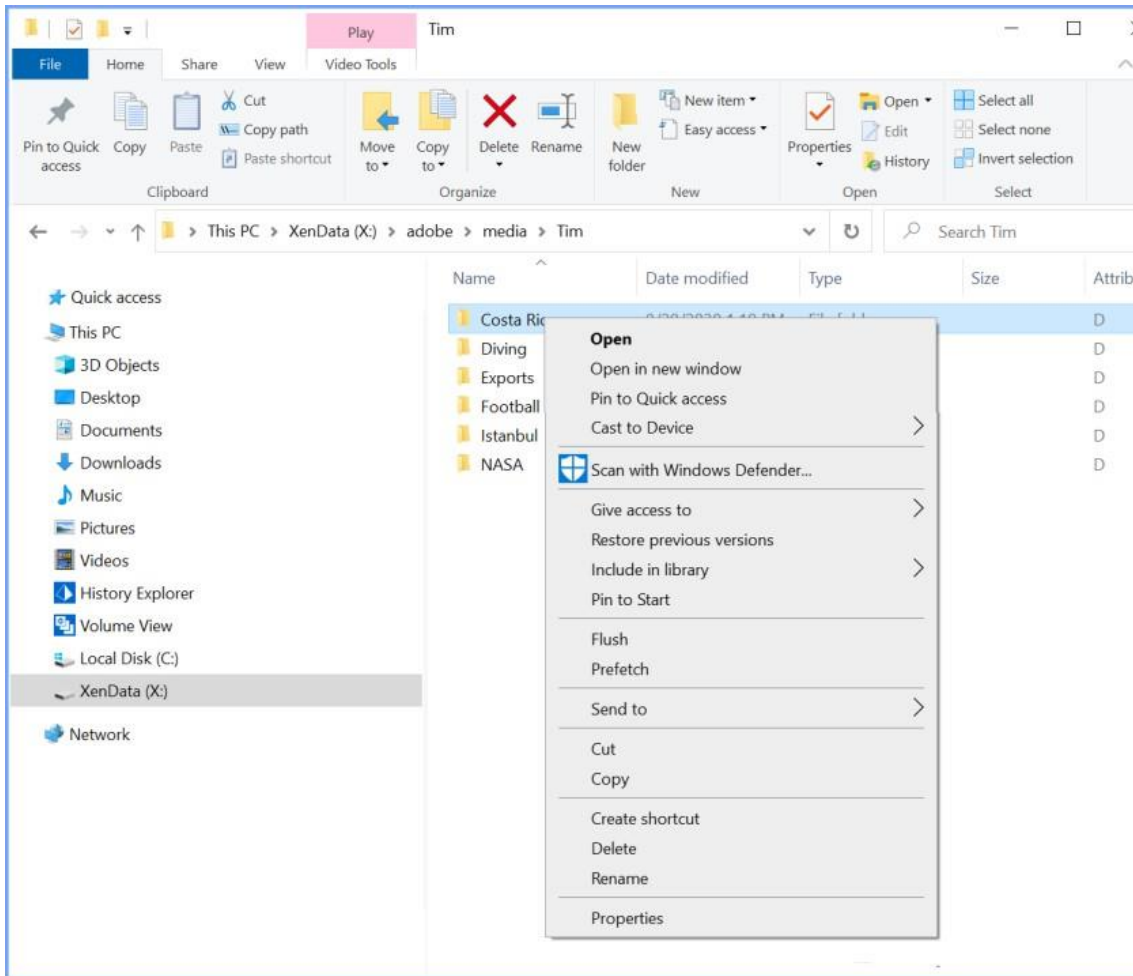 Play Tim
File Home Share View Video Tools
Pin to Quick access
Copy
Paste
Cut
Copy path
Paste shortcut
Clipboard
Move to
Copy to
Delete
Rename
Organize
New folder
New item
Easy access
New
Properties
Open
Edit
History
Open
Select all
Select none
Invert selection
Select
This PC > XenData (X:) > adobe > media > Tim
Search Tim
Quick access
This PC
3D Objects
Desktop
Documents
Downloads
Music
Pictures
Videos
History Explorer
Volume View
Local Disk (C:)
XenData (X:)
Network
Name Date modified Type Size Attrib
Costa Ric D
Diving D
Exports D
Football D
Istanbul D
NASA D
Open
Open in new window
Pin to Quick access
Cast to Device
Scan with Windows Defender...
Give access to
Restore previous versions
Include in library
Pin to Start
Flush
Prefetch
Send to
Cut
Copy
Create shortcut
Delete
Rename
Properties